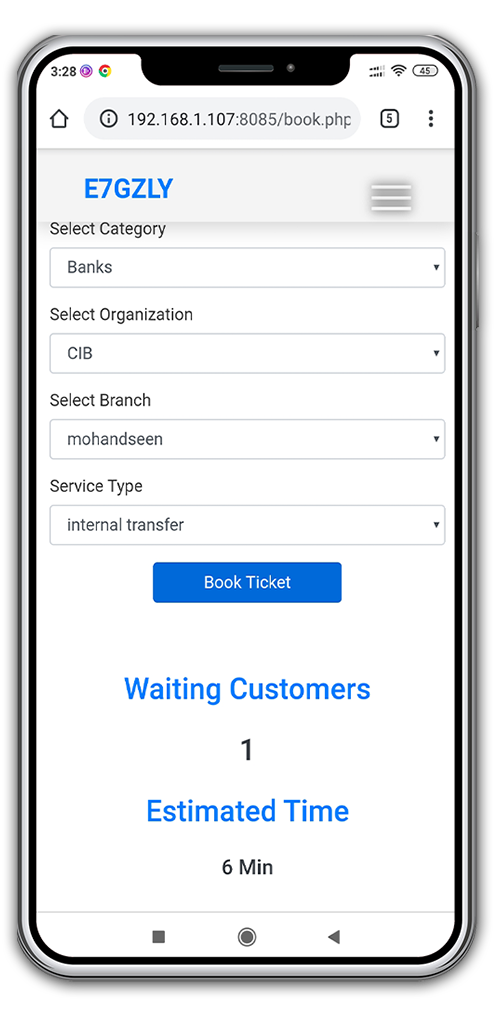 3:28
45
192.168.1.107:8085/book.php
5
E7GZLY
Select Category
Banks
Select Organization
CIB
Select Branch
mohandseen
Service Type
internal transfer
Book Ticket
Waiting Customers
1
Estimated Time
6 Min